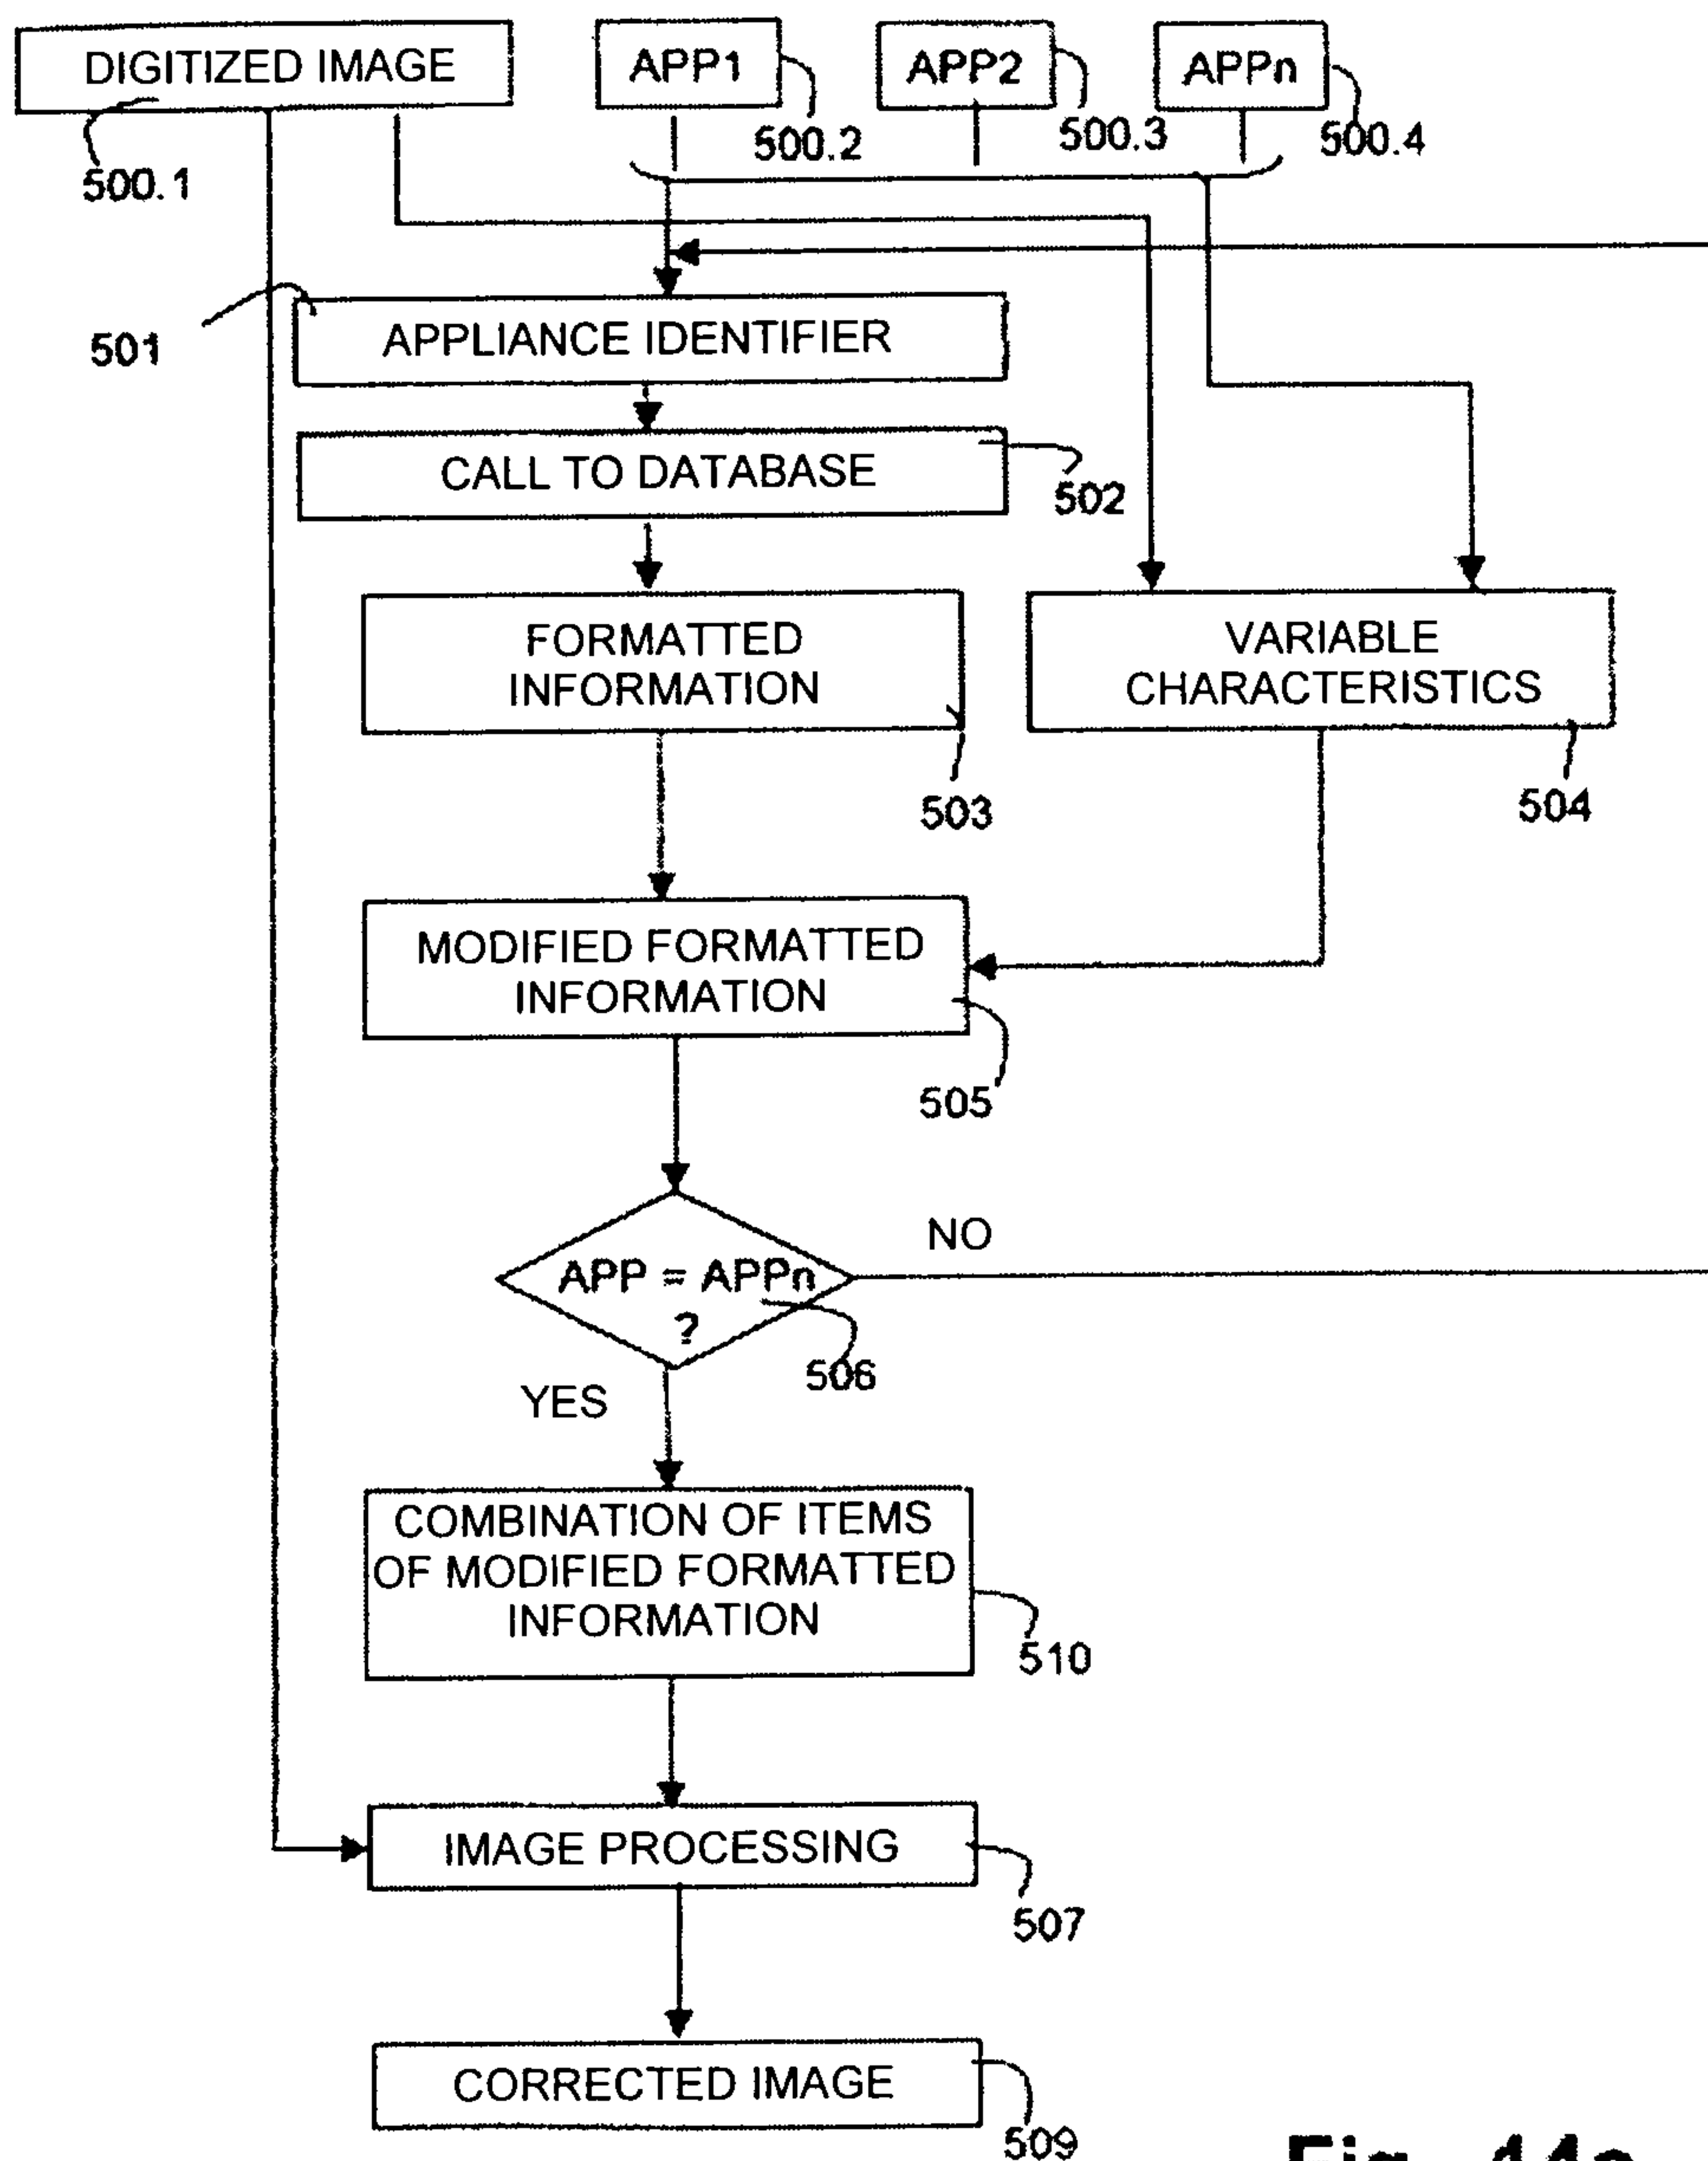 DIGITIZED IMAGE
APP1
APP2
APPn
500.1
500.2
500.3
500.4
501
APPLIANCE IDENTIFIER
CALL TO DATABASE
502
FORMATTED
INFORMATION
503
VARIABLE
CHARACTERISTICS
504
MODIFIED FORMATTED
INFORMATION
505
APP = APPn
?
506
NO
YES
COMBINATION OF ITEMS
OF MODIFIED FORMATTED
INFORMATION
510
IMAGE PROCESSING
507
CORRECTED IMAGE
509